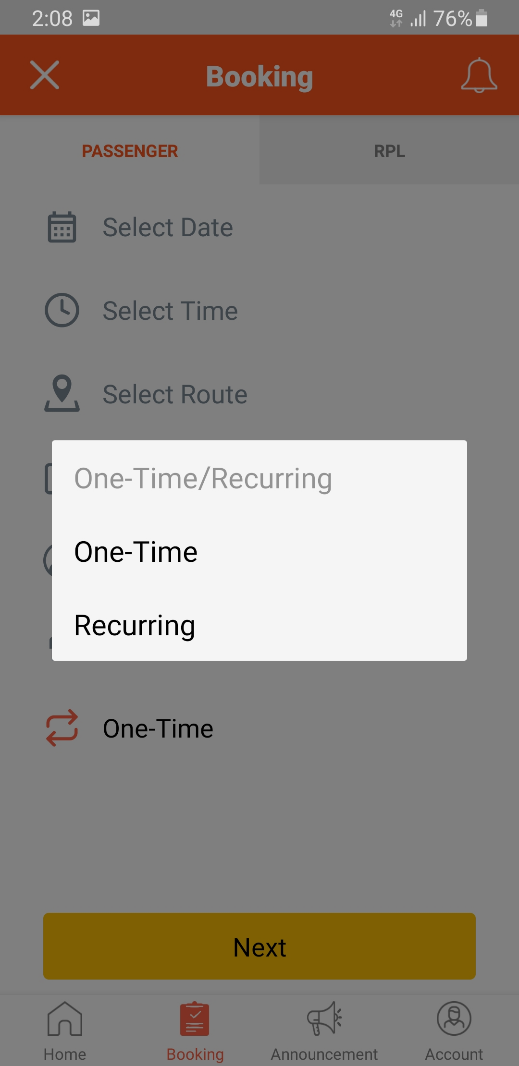 2:08
4G
76%
Booking
PASSENGER
RPL
Select Date
Select Time
Select Route
One-Time/Recurring
One-Time
Recurring
One-Time
Next
Home
Booking
Announcement
Account